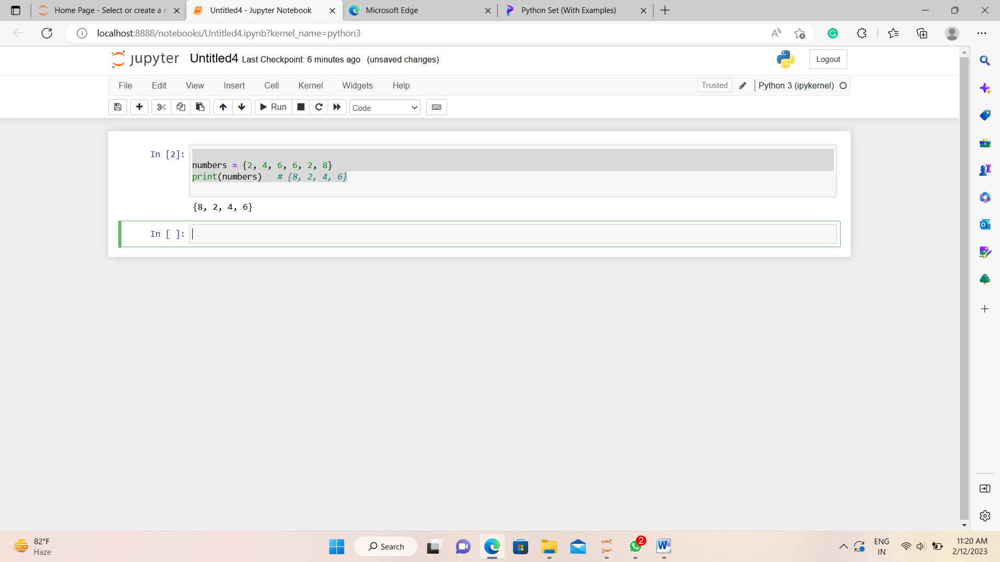 Home Page - Select or create a n
Untitled4 - Jupyter Notebook
Microsoft Edge
Python Set (With Examples)
localhost:8888/notebooks/Untitled4.ipynb?kernel_name=python3
jupyter Untitled4 Last Checkpoint: 6 minutes ago (unsaved changes)
Logout
File Edit View Insert Cell Kernel Widgets Help
Trusted
Python 3 (ipykernel)
Run
Code
In [2]:
numbers = {2, 4, 6, 6, 2, 8}
print(numbers)   # {8, 2, 4, 6}
{8, 2, 4, 6}
In [ ]:
82°F
Haze
Search
2
ENG
IN
11:20 AM
2/12/2023